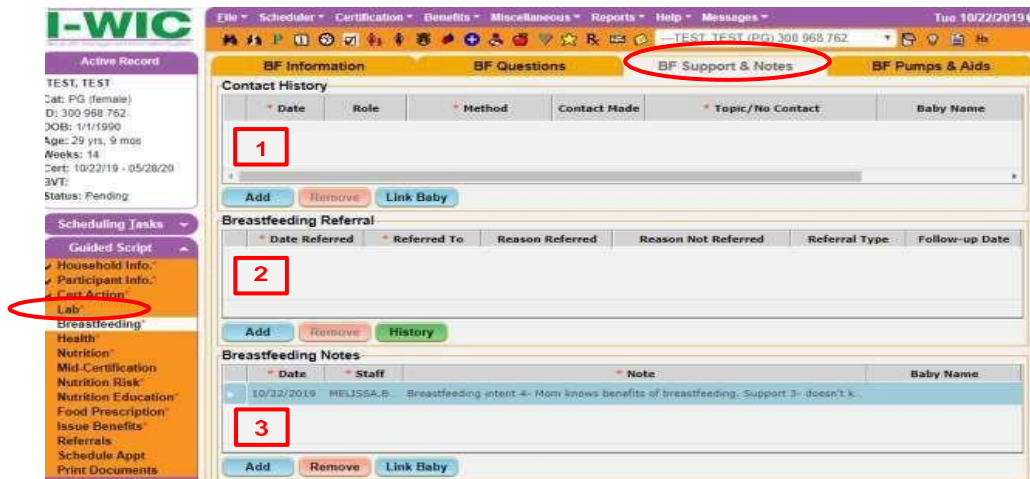 I-WIC
File Scheduler Certification Benefits Miscellaneous Reports Help Messages Tue 10/22/2019
---TEST, TEST (PG) 300 968 762
Active Record
TEST, TEST
Cat: PG (female)
ID: 300 968 762
DOB: 1/1/1990
Age: 29 yrs, 9 mos
Weeks: 14
Cert: 10/22/19 - 05/28/20
BVT:
Status: Pending
Scheduling Tasks
Guided Script
Household Info.*
Participant Info.*
Cert Action*
Lab*
Breastfeeding*
Health*
Nutrition*
Mid-Certification
Nutrition Risk*
Nutrition Education*
Food Prescription*
Issue Benefits*
Referrals
Schedule Appt
Print Documents
BF Information BF Questions BF Support & Notes BF Pumps & Aids
Contact History
* Date Role * Method Contact Made * Topic/No Contact Baby Name
1
Add Remove Link Baby
Breastfeeding Referral
* Date Referred * Referred To Reason Referred Reason Not Referred Referral Type Follow-up Date
2
Add Remove History
Breastfeeding Notes
* Date * Staff * Note Baby Name
10/22/2019 MELISSA.B... Breastfeeding intent 4- Mom knows benefits of breastfeeding. Support 3- doesn't k...
3
Add Remove Link Baby